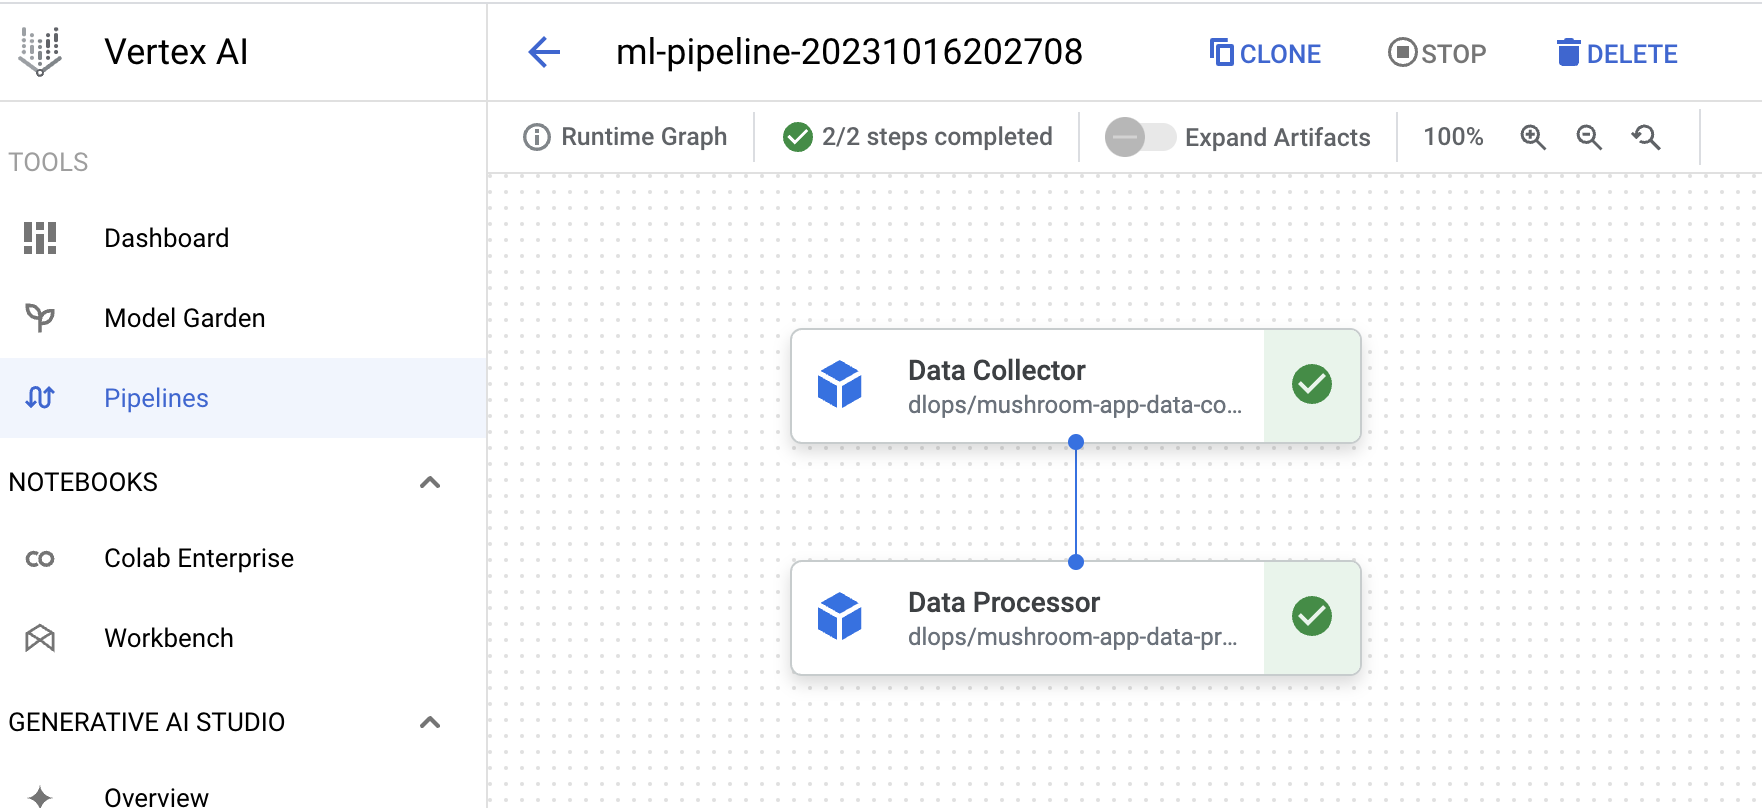 Vertex AI
ml-pipeline-20231016202708
CLONE
STOP
DELETE
Runtime Graph
2/2 steps completed
Expand Artifacts
100%
TOOLS
Dashboard
Model Garden
Pipelines
NOTEBOOKS
Colab Enterprise
Workbench
GENERATIVE AI STUDIO
Overview
Data Collector
dlops/mushroom-app-data-co...
Data Processor
dlops/mushroom-app-data-pr...